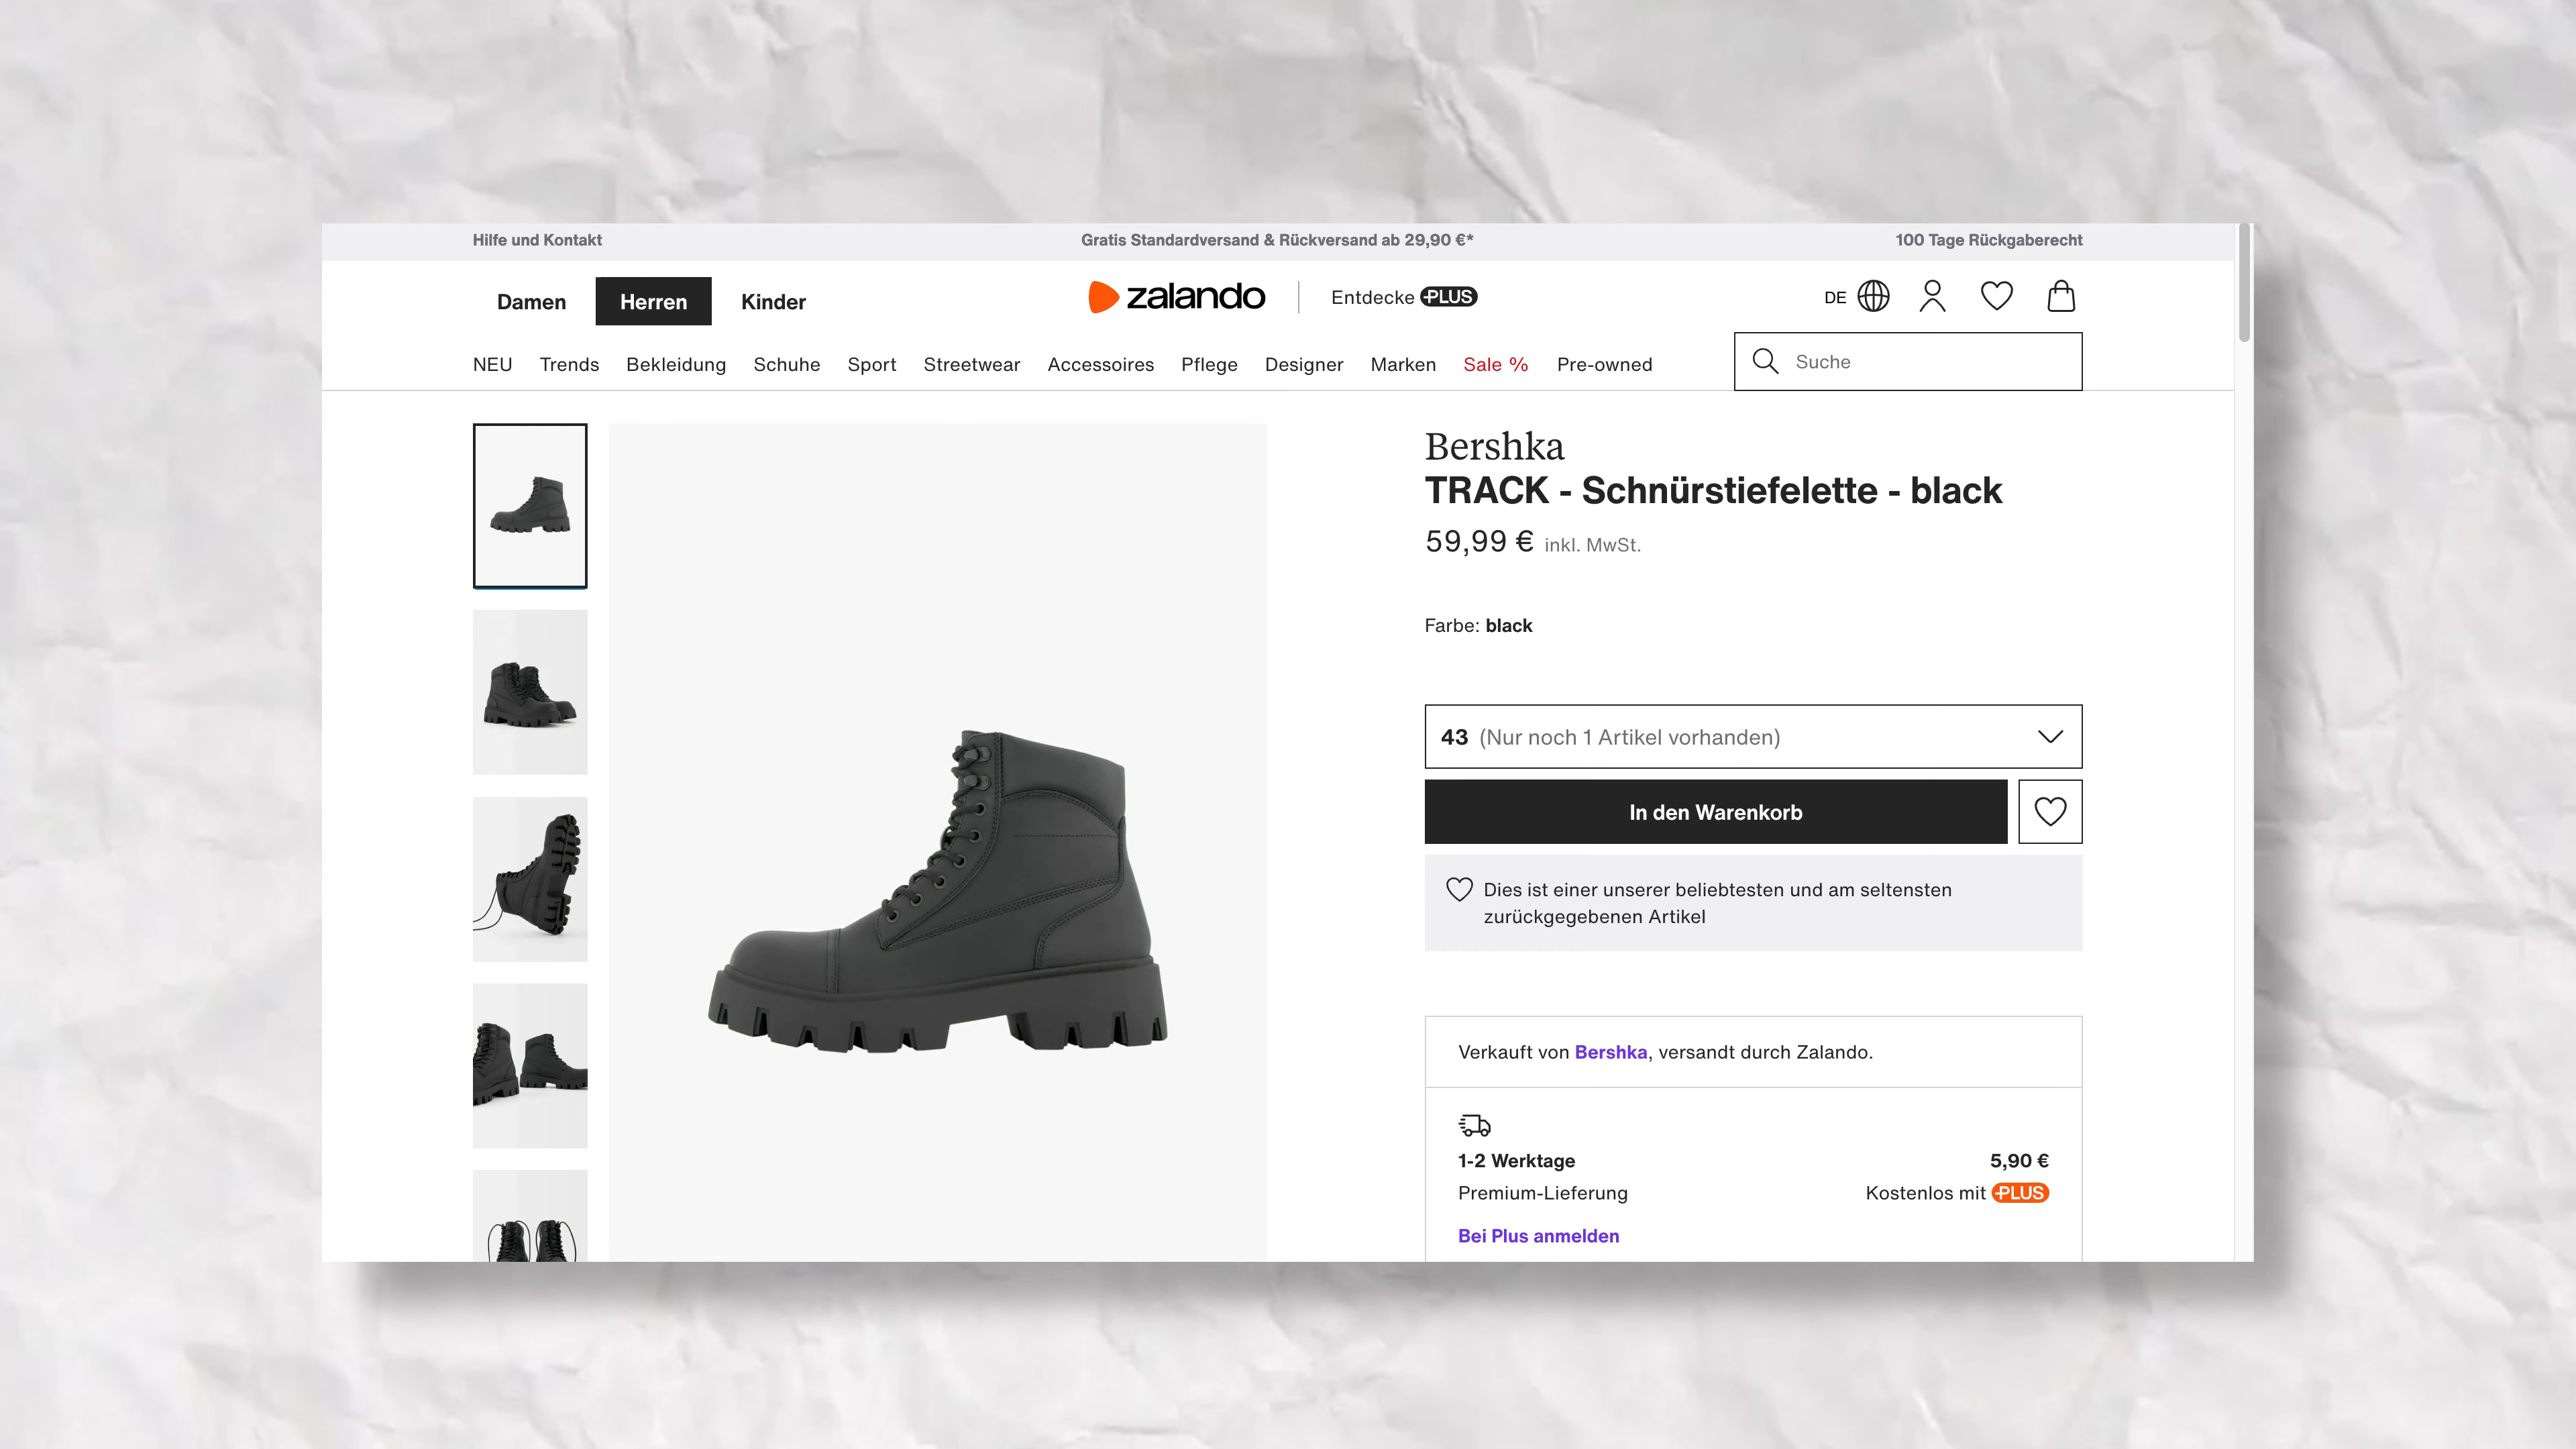 Hilfe und Kontakt
Gratis Standardversand & Rückversand ab 29,90 €*
100 Tage Rückgaberecht
Damen Herren Kinder
zalando
Entdecke PLUS
DE
NEU Trends Bekleidung Schuhe Sport Streetwear Accessoires Pflege Designer Marken Sale % Pre-owned
Suche
Bershka
TRACK - Schnürstiefelette - black
59,99 € inkl. MwSt.
Farbe: black
43 (Nur noch 1 Artikel vorhanden)
In den Warenkorb
Dies ist einer unserer beliebtesten und am seltensten
zurückgegebenen Artikel
Verkauft von Bershka, versandt durch Zalando.
1-2 Werktage 5,90 €
Premium-Lieferung Kostenlos mit PLUS
Bei Plus anmelden